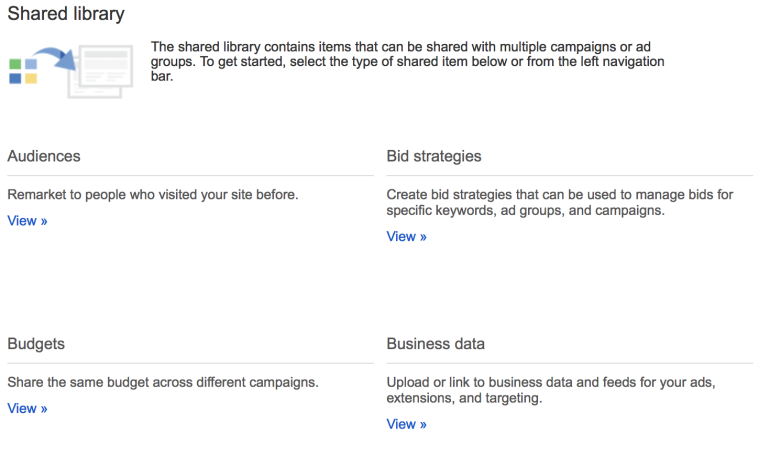 Shared library
The shared library contains items that can be shared with multiple campaigns or ad
groups. To get started, select the type of shared item below or from the left navigation
bar.
Audiences
Remarket to people who visited your site before.
View »
Bid strategies
Create bid strategies that can be used to manage bids for
specific keywords, ad groups, and campaigns.
View »
Budgets
Share the same budget across different campaigns.
View »
Business data
Upload or link to business data and feeds for your ads,
extensions, and targeting.
View »